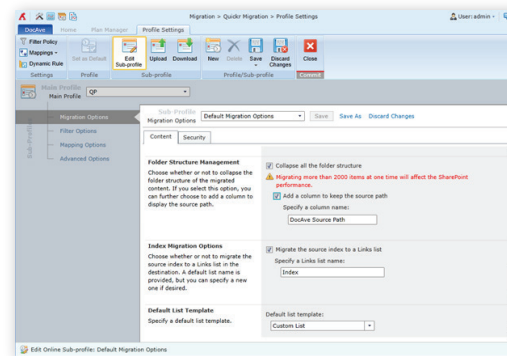 Migration > Quickr Migration > Profile Settings
User: admin
DocAve Home Plan Manager Profile Settings
Filter Policy
Mappings
Dynamic Rule
Set as Default
Edit Sub-profile
Upload
Download
New
Delete
Save
Discard Changes
Close
Settings Profile Sub-profile Profile/Sub-profile Commit
Main Profile
Main Profile QP
Sub-Profiles
Migration Options
Filter Options
Mapping Options
Advanced Options
Sub-Profile
Migration Options Default Migration Options Save Save As Discard Changes
Content Security
Folder Structure Management
Choose whether or not to collapse the
folder structure of the migrated
content. If you select this option, you
can further choose to add a column to
display the source path.
Collapse all the folder structure
Migrating more than 2000 items at one time will affect the SharePoint
performance.
Add a column to keep the source path
Specify a column name:
DocAve Source Path
Index Migration Options
Choose whether or not to migrate the
source index to a Links list in the
destination. A default list name is
provided, but you can specify a new
one if desired.
Migrate the source index to a Links list
Specify a Links list name:
Index
Default List Template
Specify a default list template.
Default list template:
Custom List
Edit Online Sub-profile: Default Migration Options